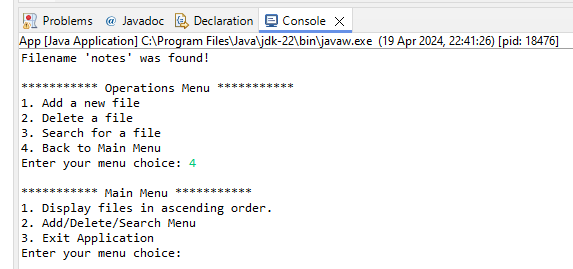 Problems @ Javadoc Declaration Console
App [Java Application] C:\Program Files\Java\jdk-22\bin\javaw.exe (19 Apr 2024, 22:41:26) [pid: 18476]
Filename 'notes' was found!
*********** Operations Menu ***********
1. Add a new file
2. Delete a file
3. Search for a file
4. Back to Main Menu
Enter your menu choice: 4
*********** Main Menu ***********
1. Display files in ascending order.
2. Add/Delete/Search Menu
3. Exit Application
Enter your menu choice: